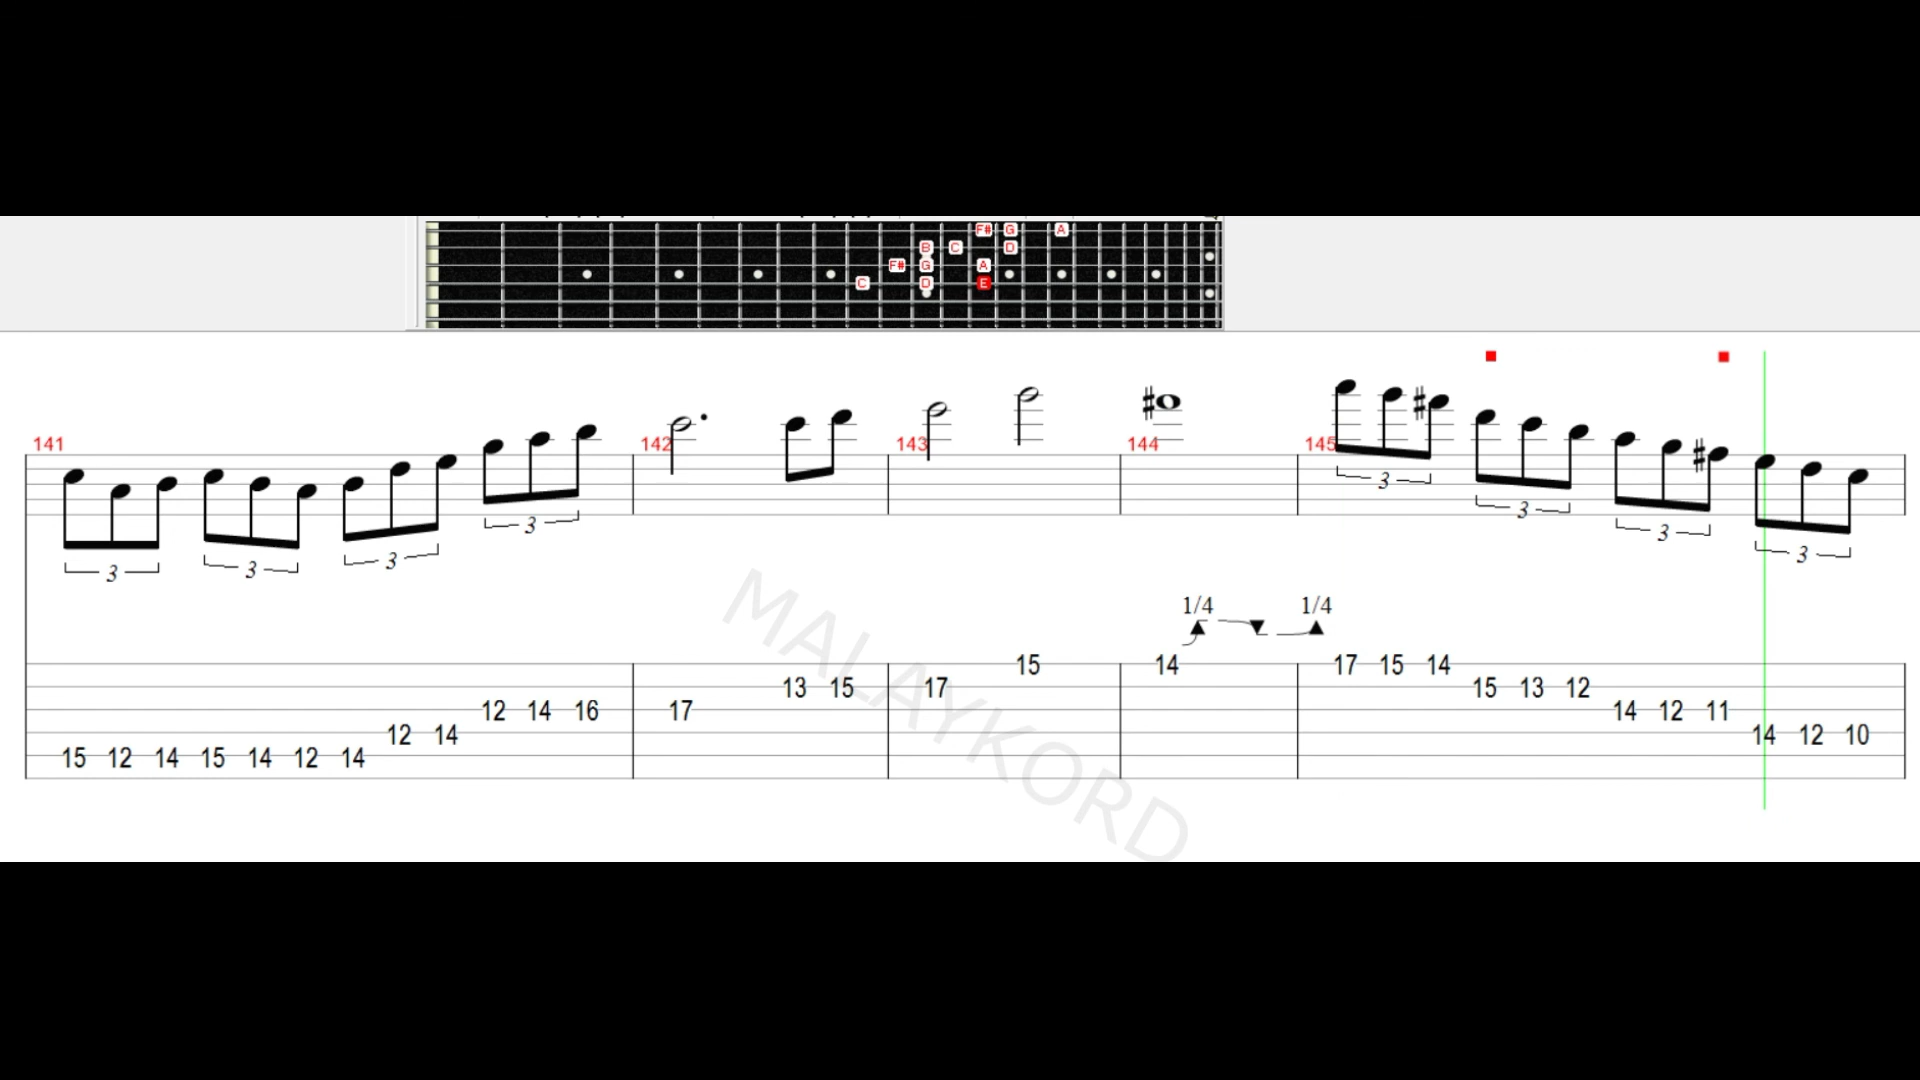 F# G A
B C D
F# G A
C D E
141 142 143 144 145
3 3 3 3 3 3 3 3
1/4 1/4
15 14 17 15 14
13 15 17 15 13 12
12 14 16 17 14 12 11
12 14 14 12 10
15 12 14 15 14 12 14
MALAYKORD